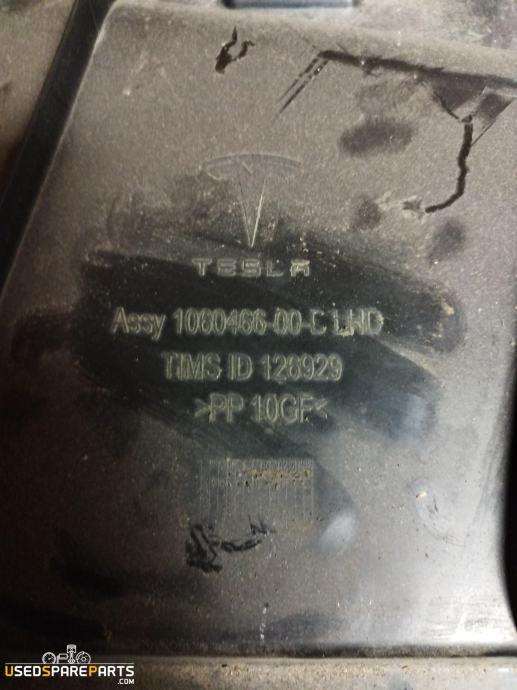 TESLA
Assy 1060466-00-C LHD
TIMS ID 126929
>PP 10GF<
USEDSPAREPARTS
.COM